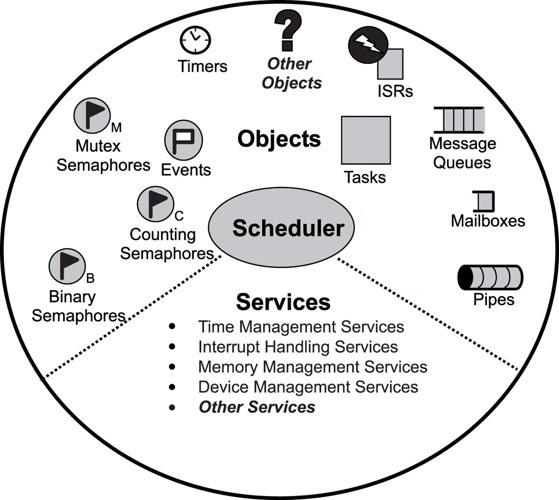 Timers
Other
Objects
ISRs
M
Mutex
Semaphores
Events
Objects
Tasks
Message
Queues
C
Counting
Semaphores
Scheduler
Mailboxes
B
Binary
Semaphores
Pipes
Services
• Time Management Services
• Interrupt Handling Services
• Memory Management Services
• Device Management Services
• Other Services